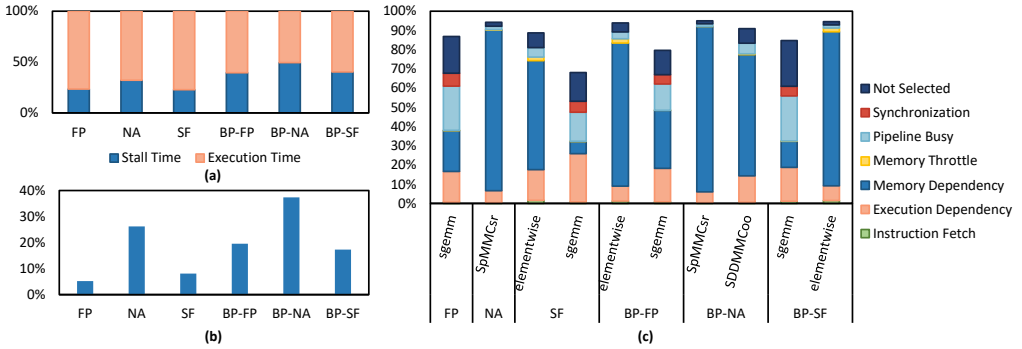 100%
50%
0%
FP NA SF BP-FP BP-NA BP-SF
Stall Time Execution Time
(a)
40%
30%
20%
10%
0%
FP NA SF BP-FP BP-NA BP-SF
(b)
100%
90%
80%
70%
60%
50%
40%
30%
20%
10%
0%
sgemm SpMMCsr elementwise sgemm elementwise sgemm SpMMCsr SDDMMCoo sgemm elementwise
FP NA SF BP-FP BP-NA BP-SF
(c)
Not Selected
Synchronization
Pipeline Busy
Memory Throttle
Memory Dependency
Execution Dependency
Instruction Fetch